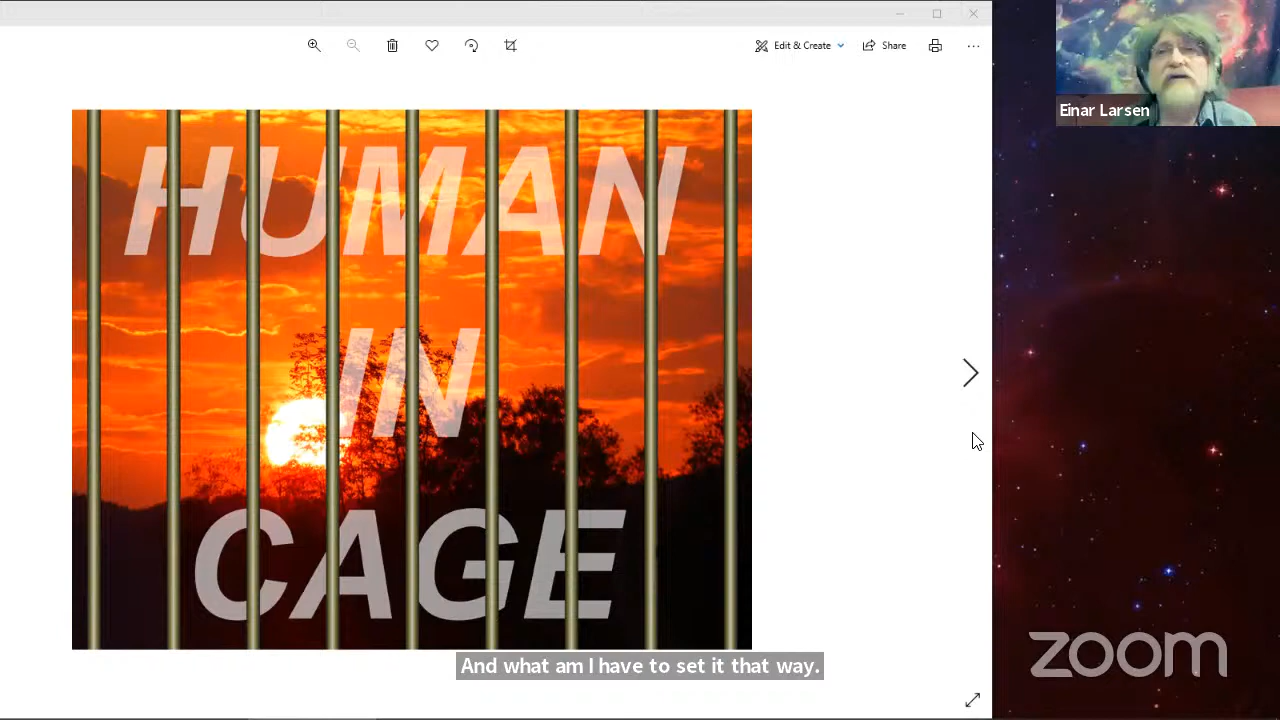 Edit & Create
Share
Einar Larsen
HUMAN
IN
CAGE
And what am I have to set it that way.
zoom